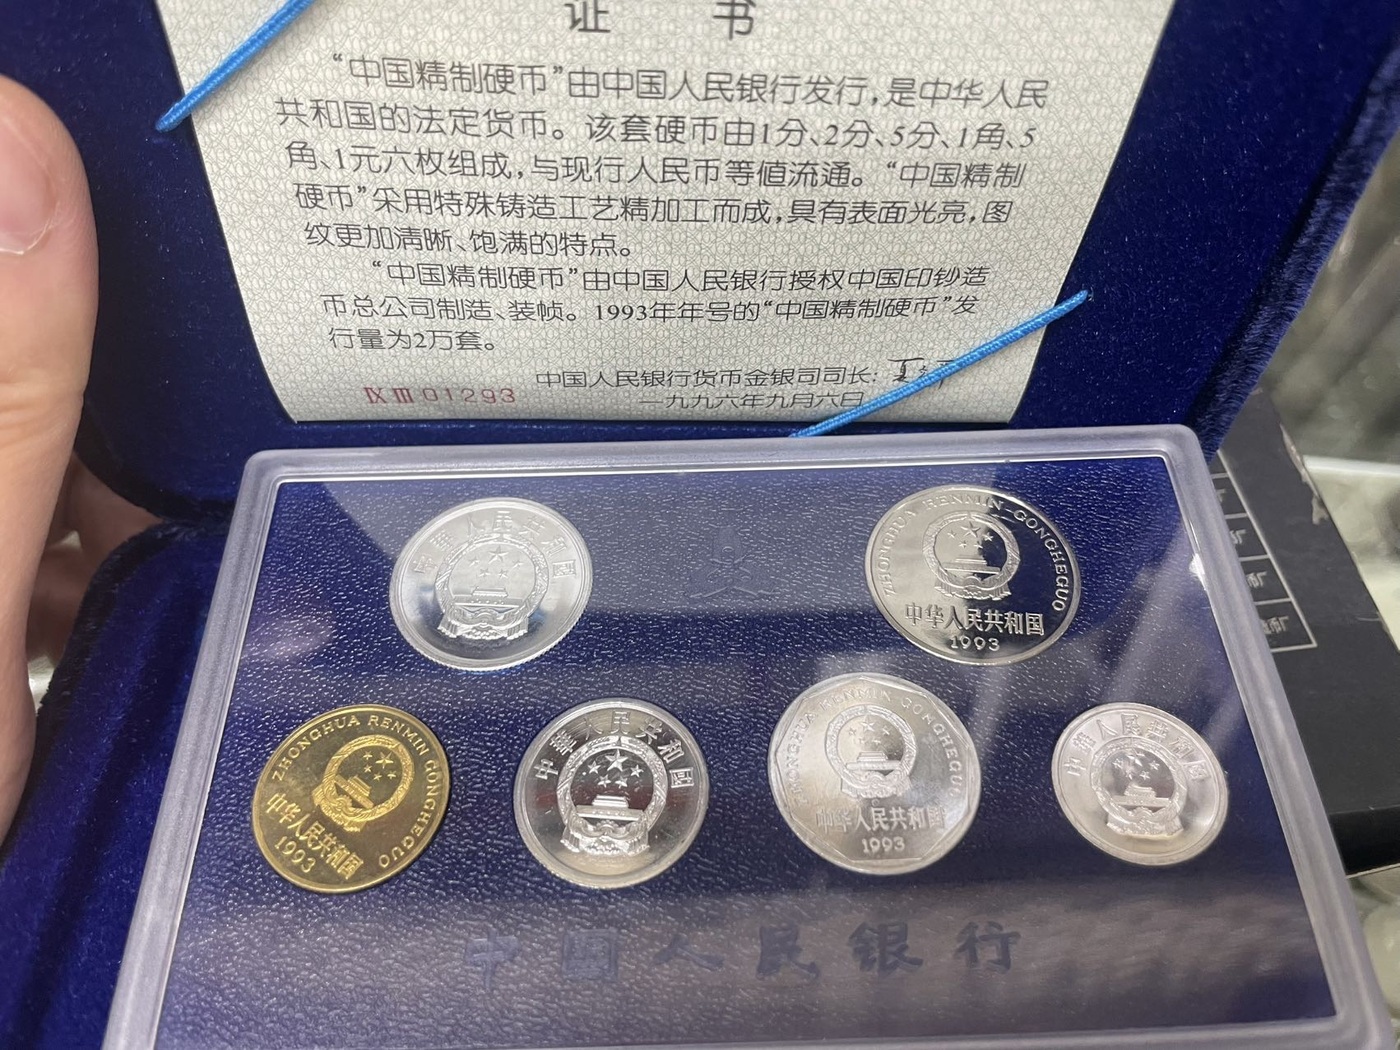 证 书
“中国精制硬币”由中国人民银行发行,是中华人民
共和国的法定货币。该套硬币由1分、2分、5分、1角、5
角、1元六枚组成,与现行人民币等值流通。“中国精制
硬币”采用特殊铸造工艺精加工而成,具有表面光亮,图
纹更加清晰、饱满的特点。
“中国精制硬币”由中国人民银行授权中国印钞造
币总公司制造、装帧。1993年年号的“中国精制硬币”发
行量为2万套。
中国人民银行货币金银司司长:
ⅨⅢ01293
一九九六年九月六日
中華人民共和國
ZHONGHUA RENMIN GONGHEGUO
中华人民共和国
1993
ZHONGHUA RENMIN GONGHEGUO
中华人民共和国
1993
中華人民共和國
ZHONGHUA RENMIN GONGHEGUO
中华人民共和国
1993
中華人民共和國
中国人民银行